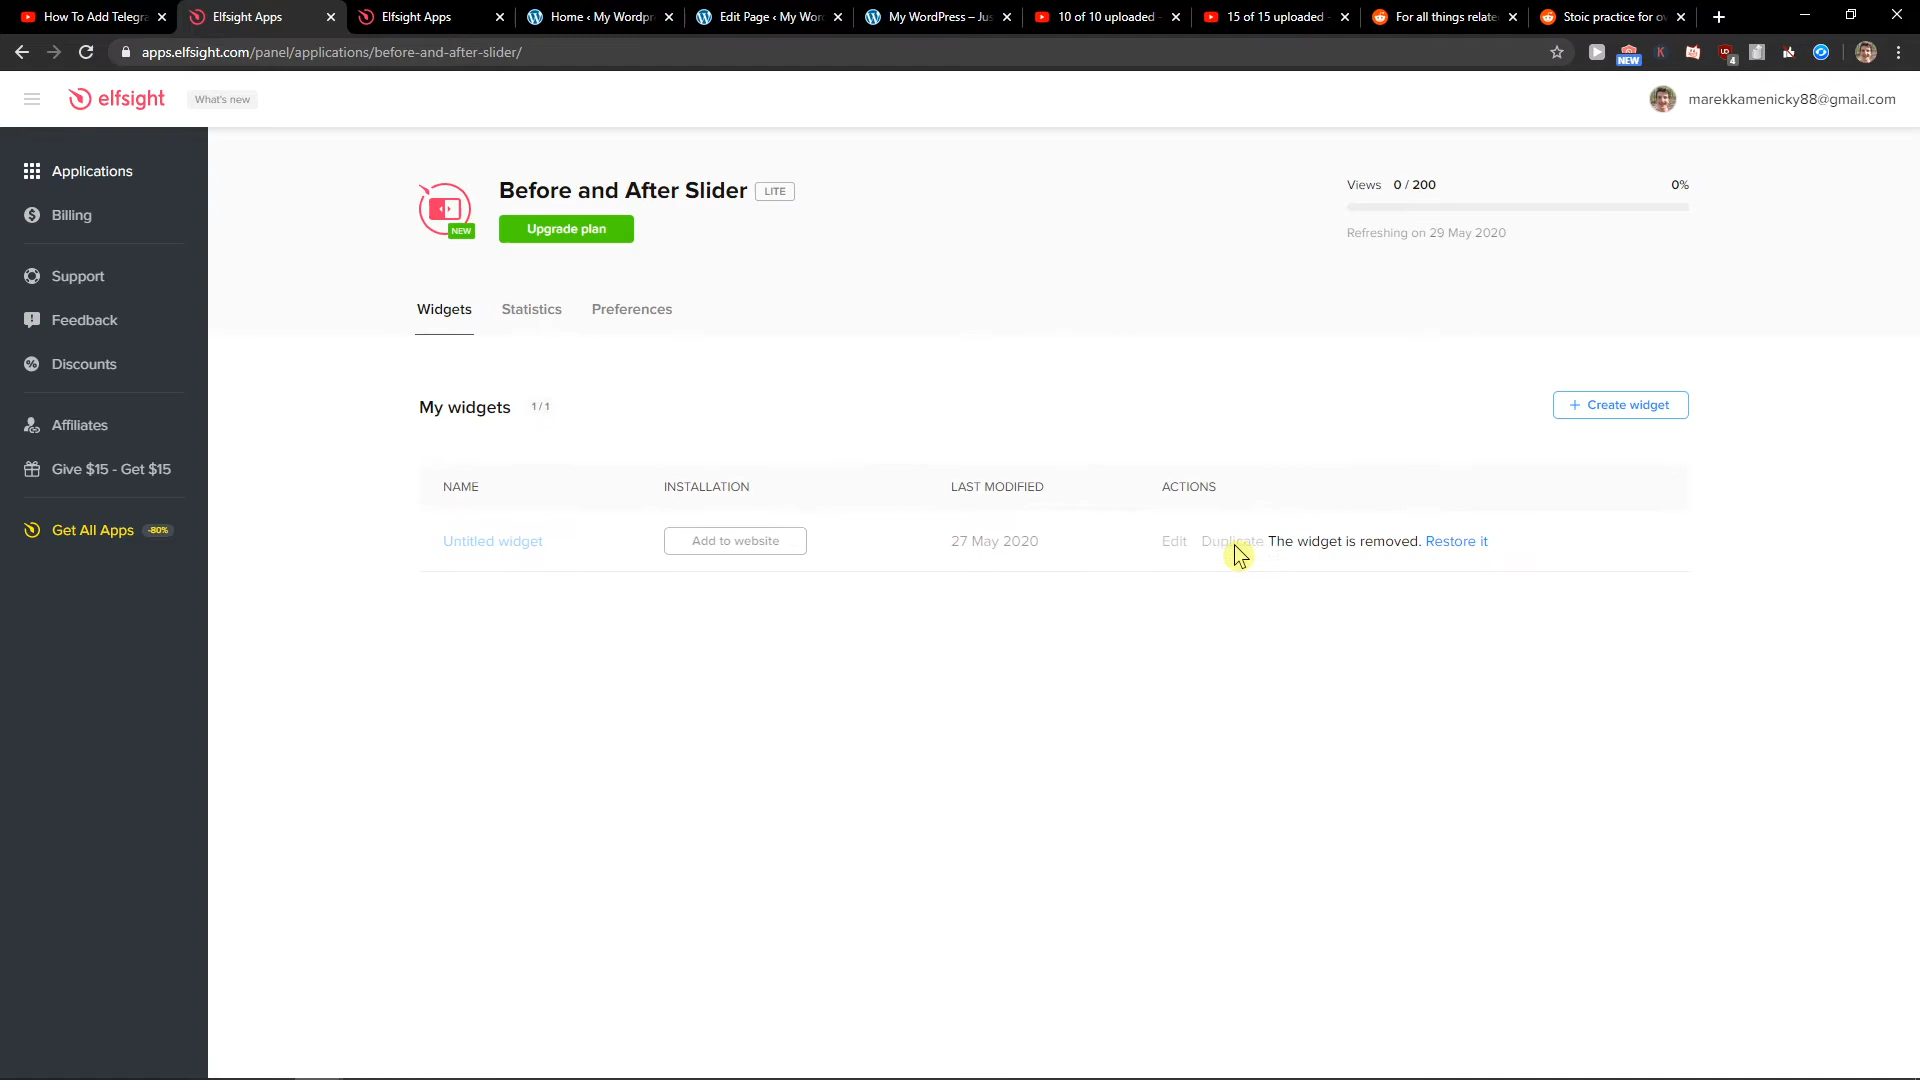 How To Add Telegra
Elfsight Apps
Elfsight Apps
Home ‹ My Wordpr
Edit Page ‹ My Wor
My WordPress – Jus
10 of 10 uploaded -
15 of 15 uploaded -
For all things relate
Stoic practice for ov
apps.elfsight.com/panel/applications/before-and-after-slider/
NEW
4
elfsight
What's new
marekkamenicky88@gmail.com
Applications
Billing
Support
Feedback
Discounts
Affiliates
Give $15 - Get $15
Get All Apps -80%
NEW
Before and After Slider LITE
Upgrade plan
Views 0 / 200 0%
Refreshing on 29 May 2020
Widgets Statistics Preferences
My widgets 1 / 1
+ Create widget
NAME INSTALLATION LAST MODIFIED ACTIONS
Untitled widget Add to website 27 May 2020 Edit Duplicate The widget is removed. Restore it